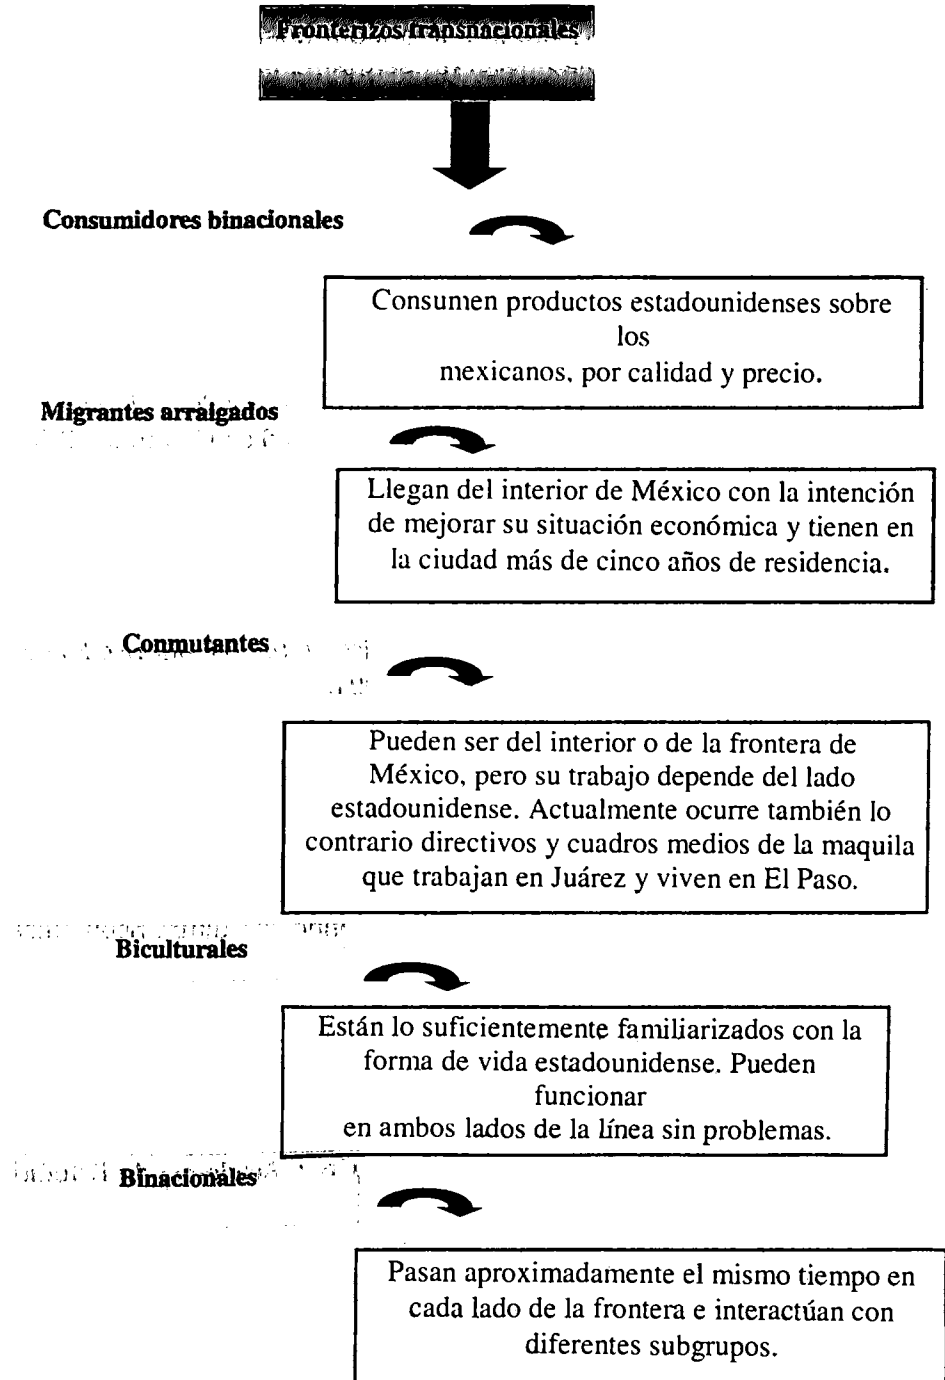 Fronterizos transnacionales
Consumidores binacionales
Consumen productos estadounidenses sobre
los
mexicanos, por calidad y precio.
Migrantes arraigados
Llegan del interior de México con la intención
de mejorar su situación económica y tienen en
la ciudad más de cinco años de residencia.
Conmutantes
Pueden ser del interior o de la frontera de
México, pero su trabajo depende del lado
estadounidense. Actualmente ocurre también lo
contrario directivos y cuadros medios de la maquila
que trabajan en Juárez y viven en El Paso.
Biculturales
Están lo suficientemente familiarizados con la
forma de vida estadounidense. Pueden
funcionar
en ambos lados de la línea sin problemas.
Binacionales
Pasan aproximadamente el mismo tiempo en
cada lado de la frontera e interactúan con
diferentes subgrupos.